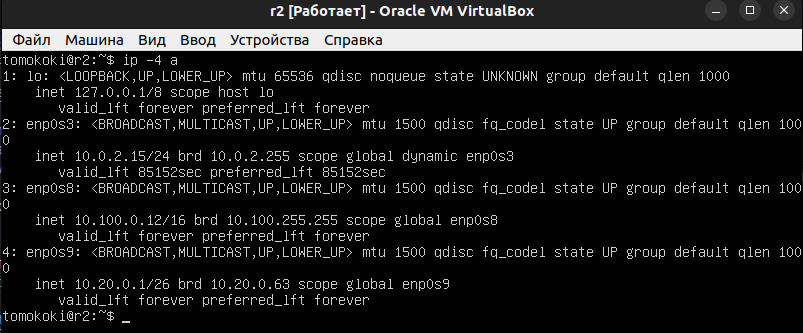 r2 [Работает] - Oracle VM VirtualBox
Файл Машина Вид Ввод Устройства Справка
tomokoki@r2:~$ ip -4 a
1: lo: <LOOPBACK,UP,LOWER_UP> mtu 65536 qdisc noqueue state UNKNOWN group default qlen 1000
    inet 127.0.0.1/8 scope host lo
       valid_lft forever preferred_lft forever
2: enp0s3: <BROADCAST,MULTICAST,UP,LOWER_UP> mtu 1500 qdisc fq_codel state UP group default qlen 100
0
    inet 10.0.2.15/24 brd 10.0.2.255 scope global dynamic enp0s3
       valid_lft 85152sec preferred_lft 85152sec
3: enp0s8: <BROADCAST,MULTICAST,UP,LOWER_UP> mtu 1500 qdisc fq_codel state UP group default qlen 100
0
    inet 10.100.0.12/16 brd 10.100.255.255 scope global enp0s8
       valid_lft forever preferred_lft forever
4: enp0s9: <BROADCAST,MULTICAST,UP,LOWER_UP> mtu 1500 qdisc fq_codel state UP group default qlen 100
0
    inet 10.20.0.1/26 brd 10.20.0.63 scope global enp0s9
       valid_lft forever preferred_lft forever
tomokoki@r2:~$ _